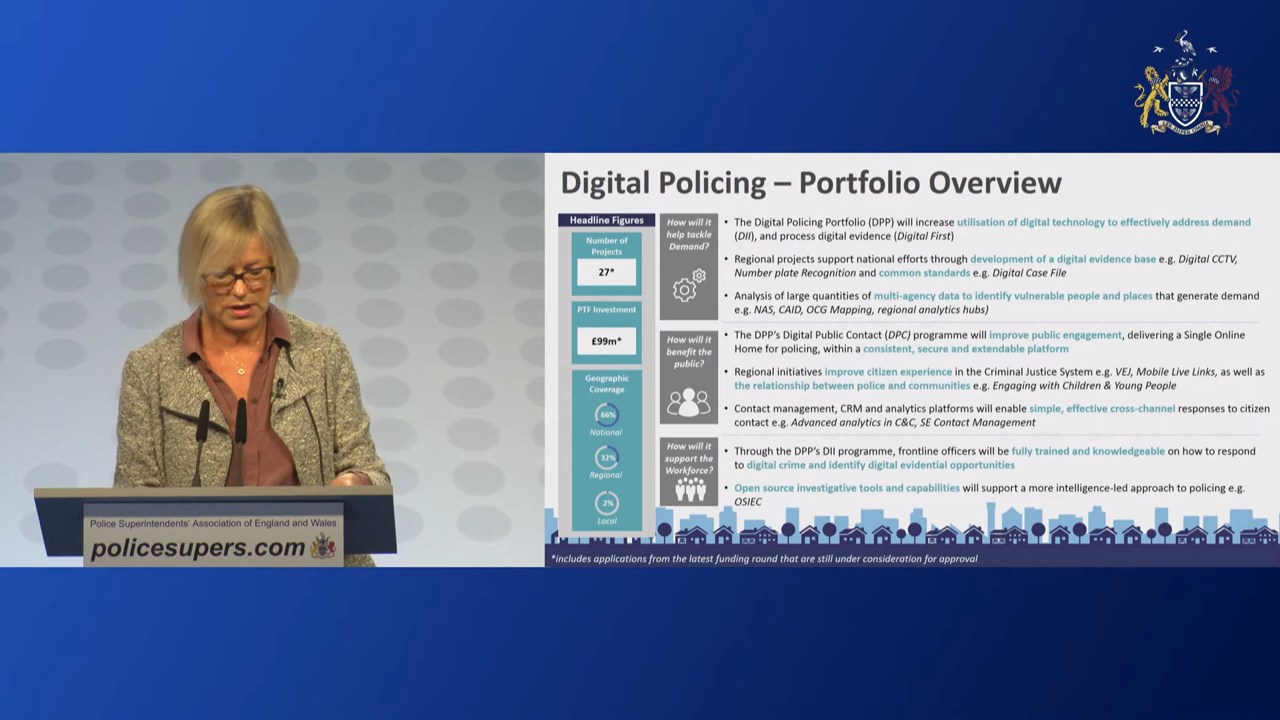 Digital Policing – Portfolio Overview
Headline Figures
Number of
Projects
27*
PTF Investment
£99m*
Geographic
Coverage
66%
National
32%
Regional
2%
Local
How will it
help tackle
Demand?
• The Digital Policing Portfolio (DPP) will increase utilisation of digital technology to effectively address demand
(DII), and process digital evidence (Digital First)
• Regional projects support national efforts through development of a digital evidence base e.g. Digital CCTV,
Number plate Recognition and common standards e.g. Digital Case File
• Analysis of large quantities of multi-agency data to identify vulnerable people and places that generate demand
e.g. NAS, CAID, OCG Mapping, regional analytics hubs)
How will it
benefit the
public?
• The DPP’s Digital Public Contact (DPC) programme will improve public engagement, delivering a Single Online
Home for policing, within a consistent, secure and extendable platform
• Regional initiatives improve citizen experience in the Criminal Justice System e.g. VEJ, Mobile Live Links, as well as
the relationship between police and communities e.g. Engaging with Children & Young People
• Contact management, CRM and analytics platforms will enable simple, effective cross-channel responses to citizen
contact e.g. Advanced analytics in C&C, SE Contact Management
How will it
support the
Workforce?
• Through the DPP’s DII programme, frontline officers will be fully trained and knowledgeable on how to respond
to digital crime and identify digital evidential opportunities
• Open source investigative tools and capabilities will support a more intelligence-led approach to policing e.g.
OSIEC
*includes applications from the latest funding round that are still under consideration for approval
Police Superintendents’ Association of England and Wales
policesupers.com